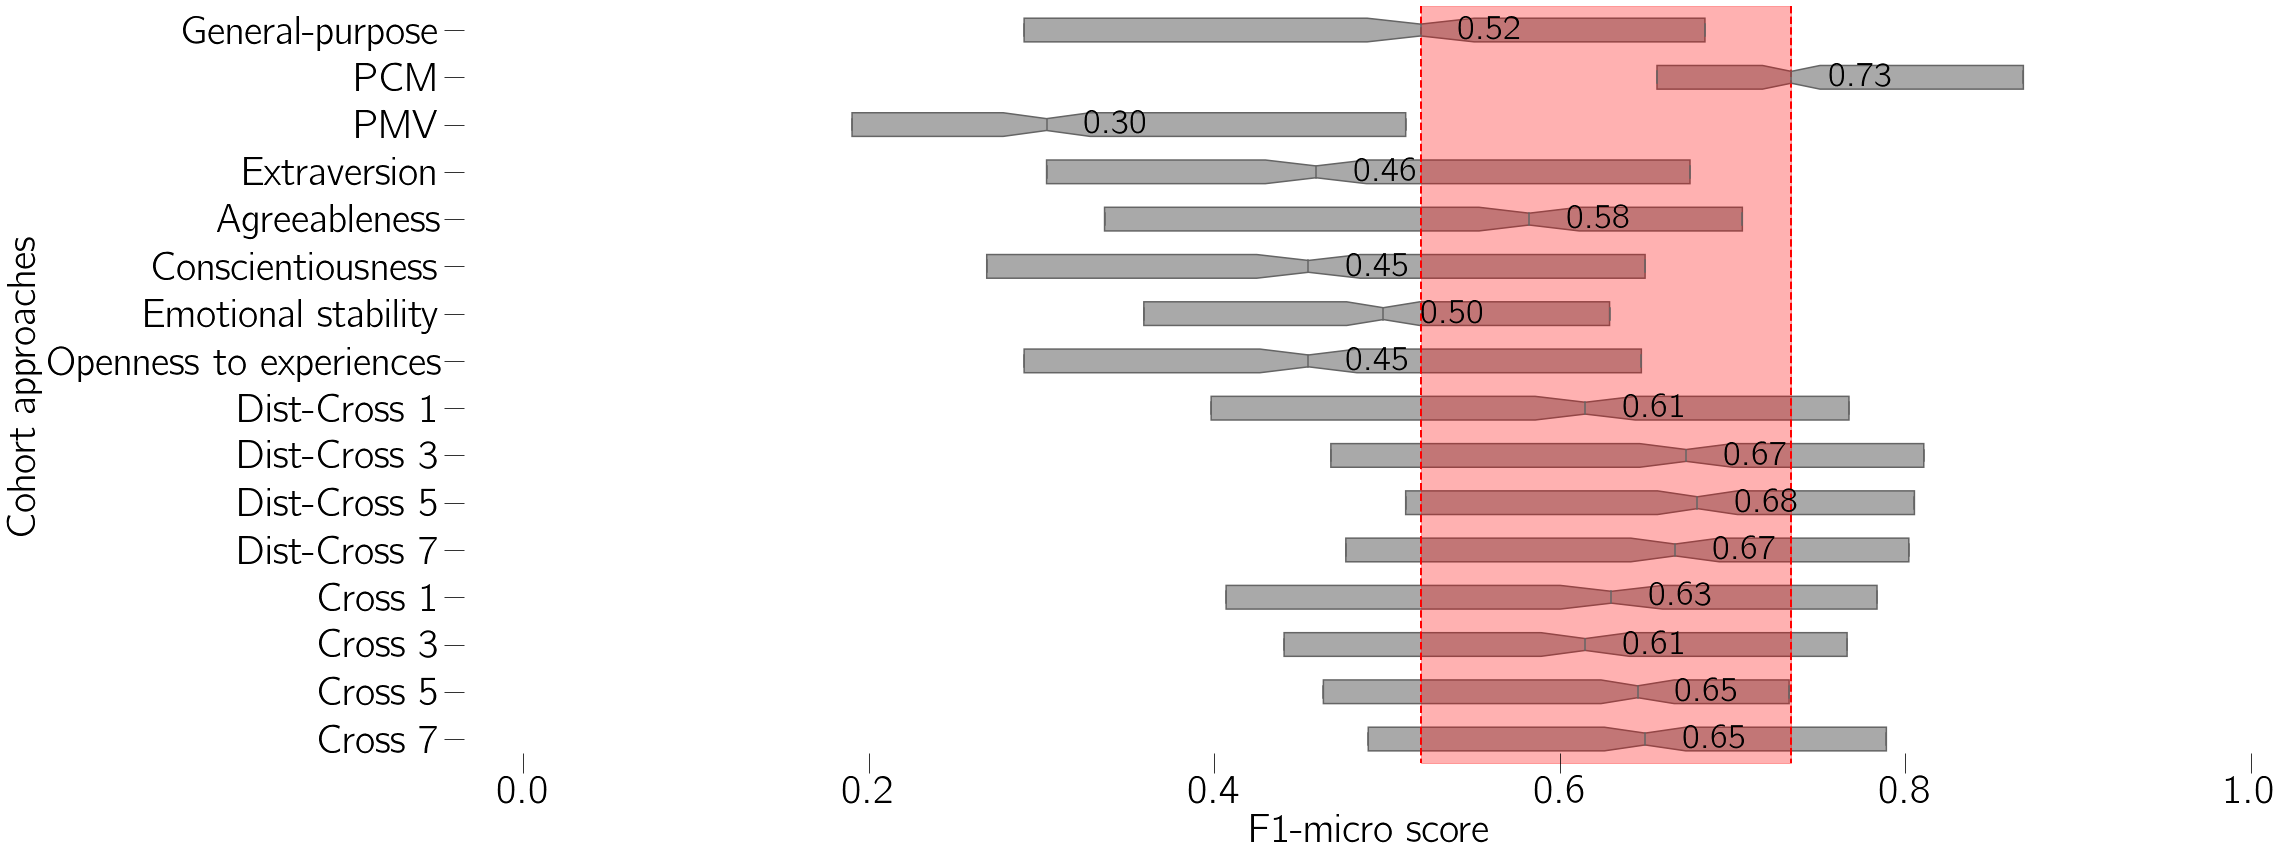 Cohort approaches
General-purpose
0.52
PCM
0.73
PMV
0.30
Extraversion
0.46
Agreeableness
0.58
Conscientiousness
0.45
Emotional stability
0.50
Openness to experiences
0.45
Dist-Cross 1
0.61
Dist-Cross 3
0.67
Dist-Cross 5
0.68
Dist-Cross 7
0.67
Cross 1
0.63
Cross 3
0.61
Cross 5
0.65
Cross 7
0.65
0.0 0.2 0.4 0.6 0.8 1.0
F1-micro score